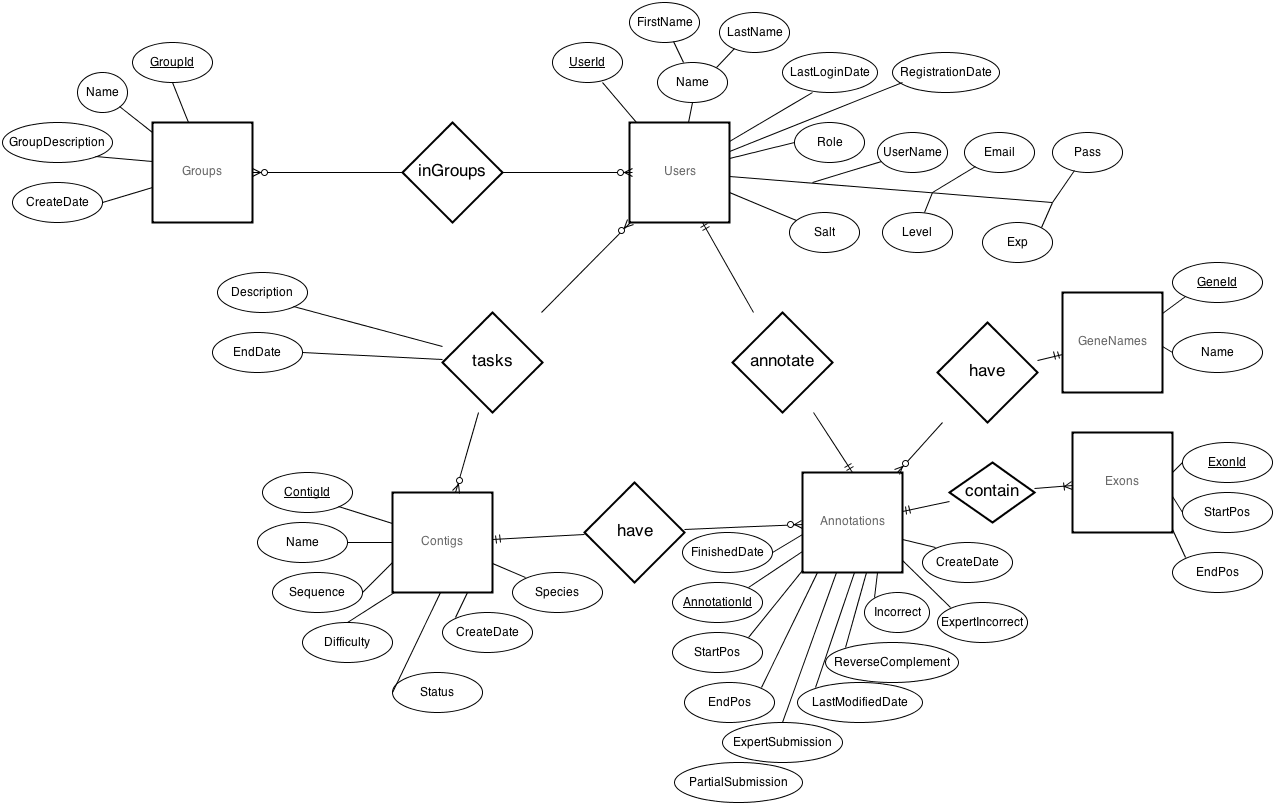 FirstName
LastName
GroupId
UserId
LastLoginDate
RegistrationDate
Name
Name
GroupDescription
Role
UserName
Email
Pass
Groups
inGroups
Users
CreateDate
Salt
Level
Exp
Description
GeneId
EndDate
tasks
annotate
have
GeneNames
Name
ContigId
contain
Exons
ExonId
StartPos
Name
Contigs
have
Annotations
FinishedDate
CreateDate
EndPos
Sequence
Species
AnnotationId
Incorrect
ExpertIncorrect
Difficulty
CreateDate
StartPos
ReverseComplement
Status
EndPos
LastModifiedDate
ExpertSubmission
PartialSubmission